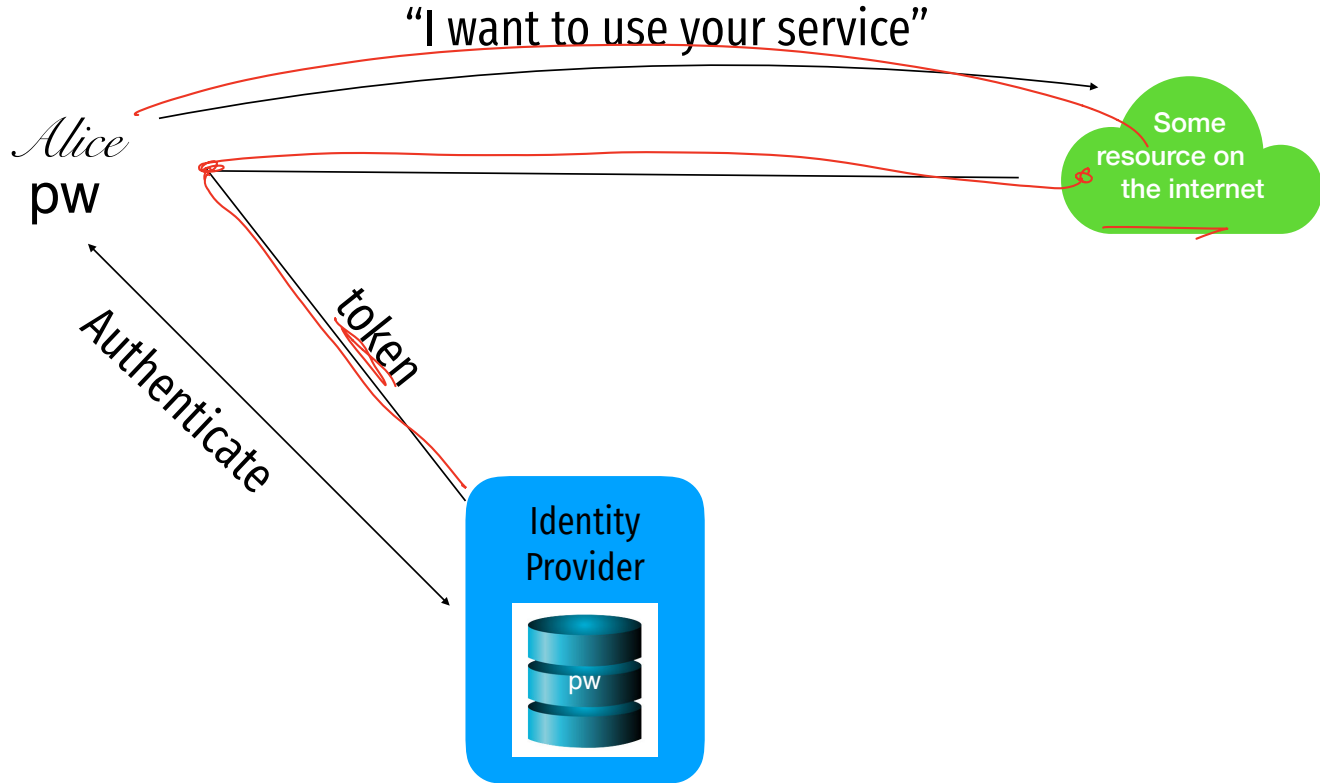 “I want to use your service”
Alice
pw
Some
resource on
the internet
token
Authenticate
Identity
Provider
pw